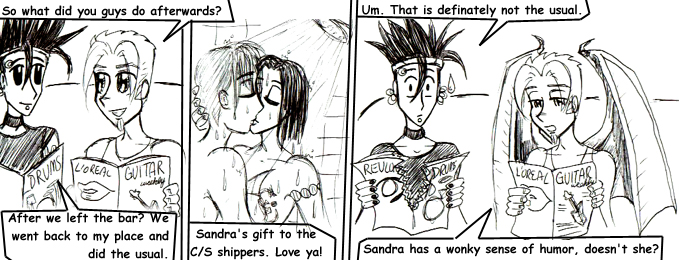 So what did you guys do afterwards?
DRUMS
L'OREAL
GUITAR
weekly
After we left the bar? We
went back to my place and
did the usual.
Sandra's gift to the
C/S shippers. Love ya!
Um. That is definately not the usual.
REVLO
DRUMS
L'OREAL
GUITAR
Sandra has a wonky sense of humor, doesn't she?